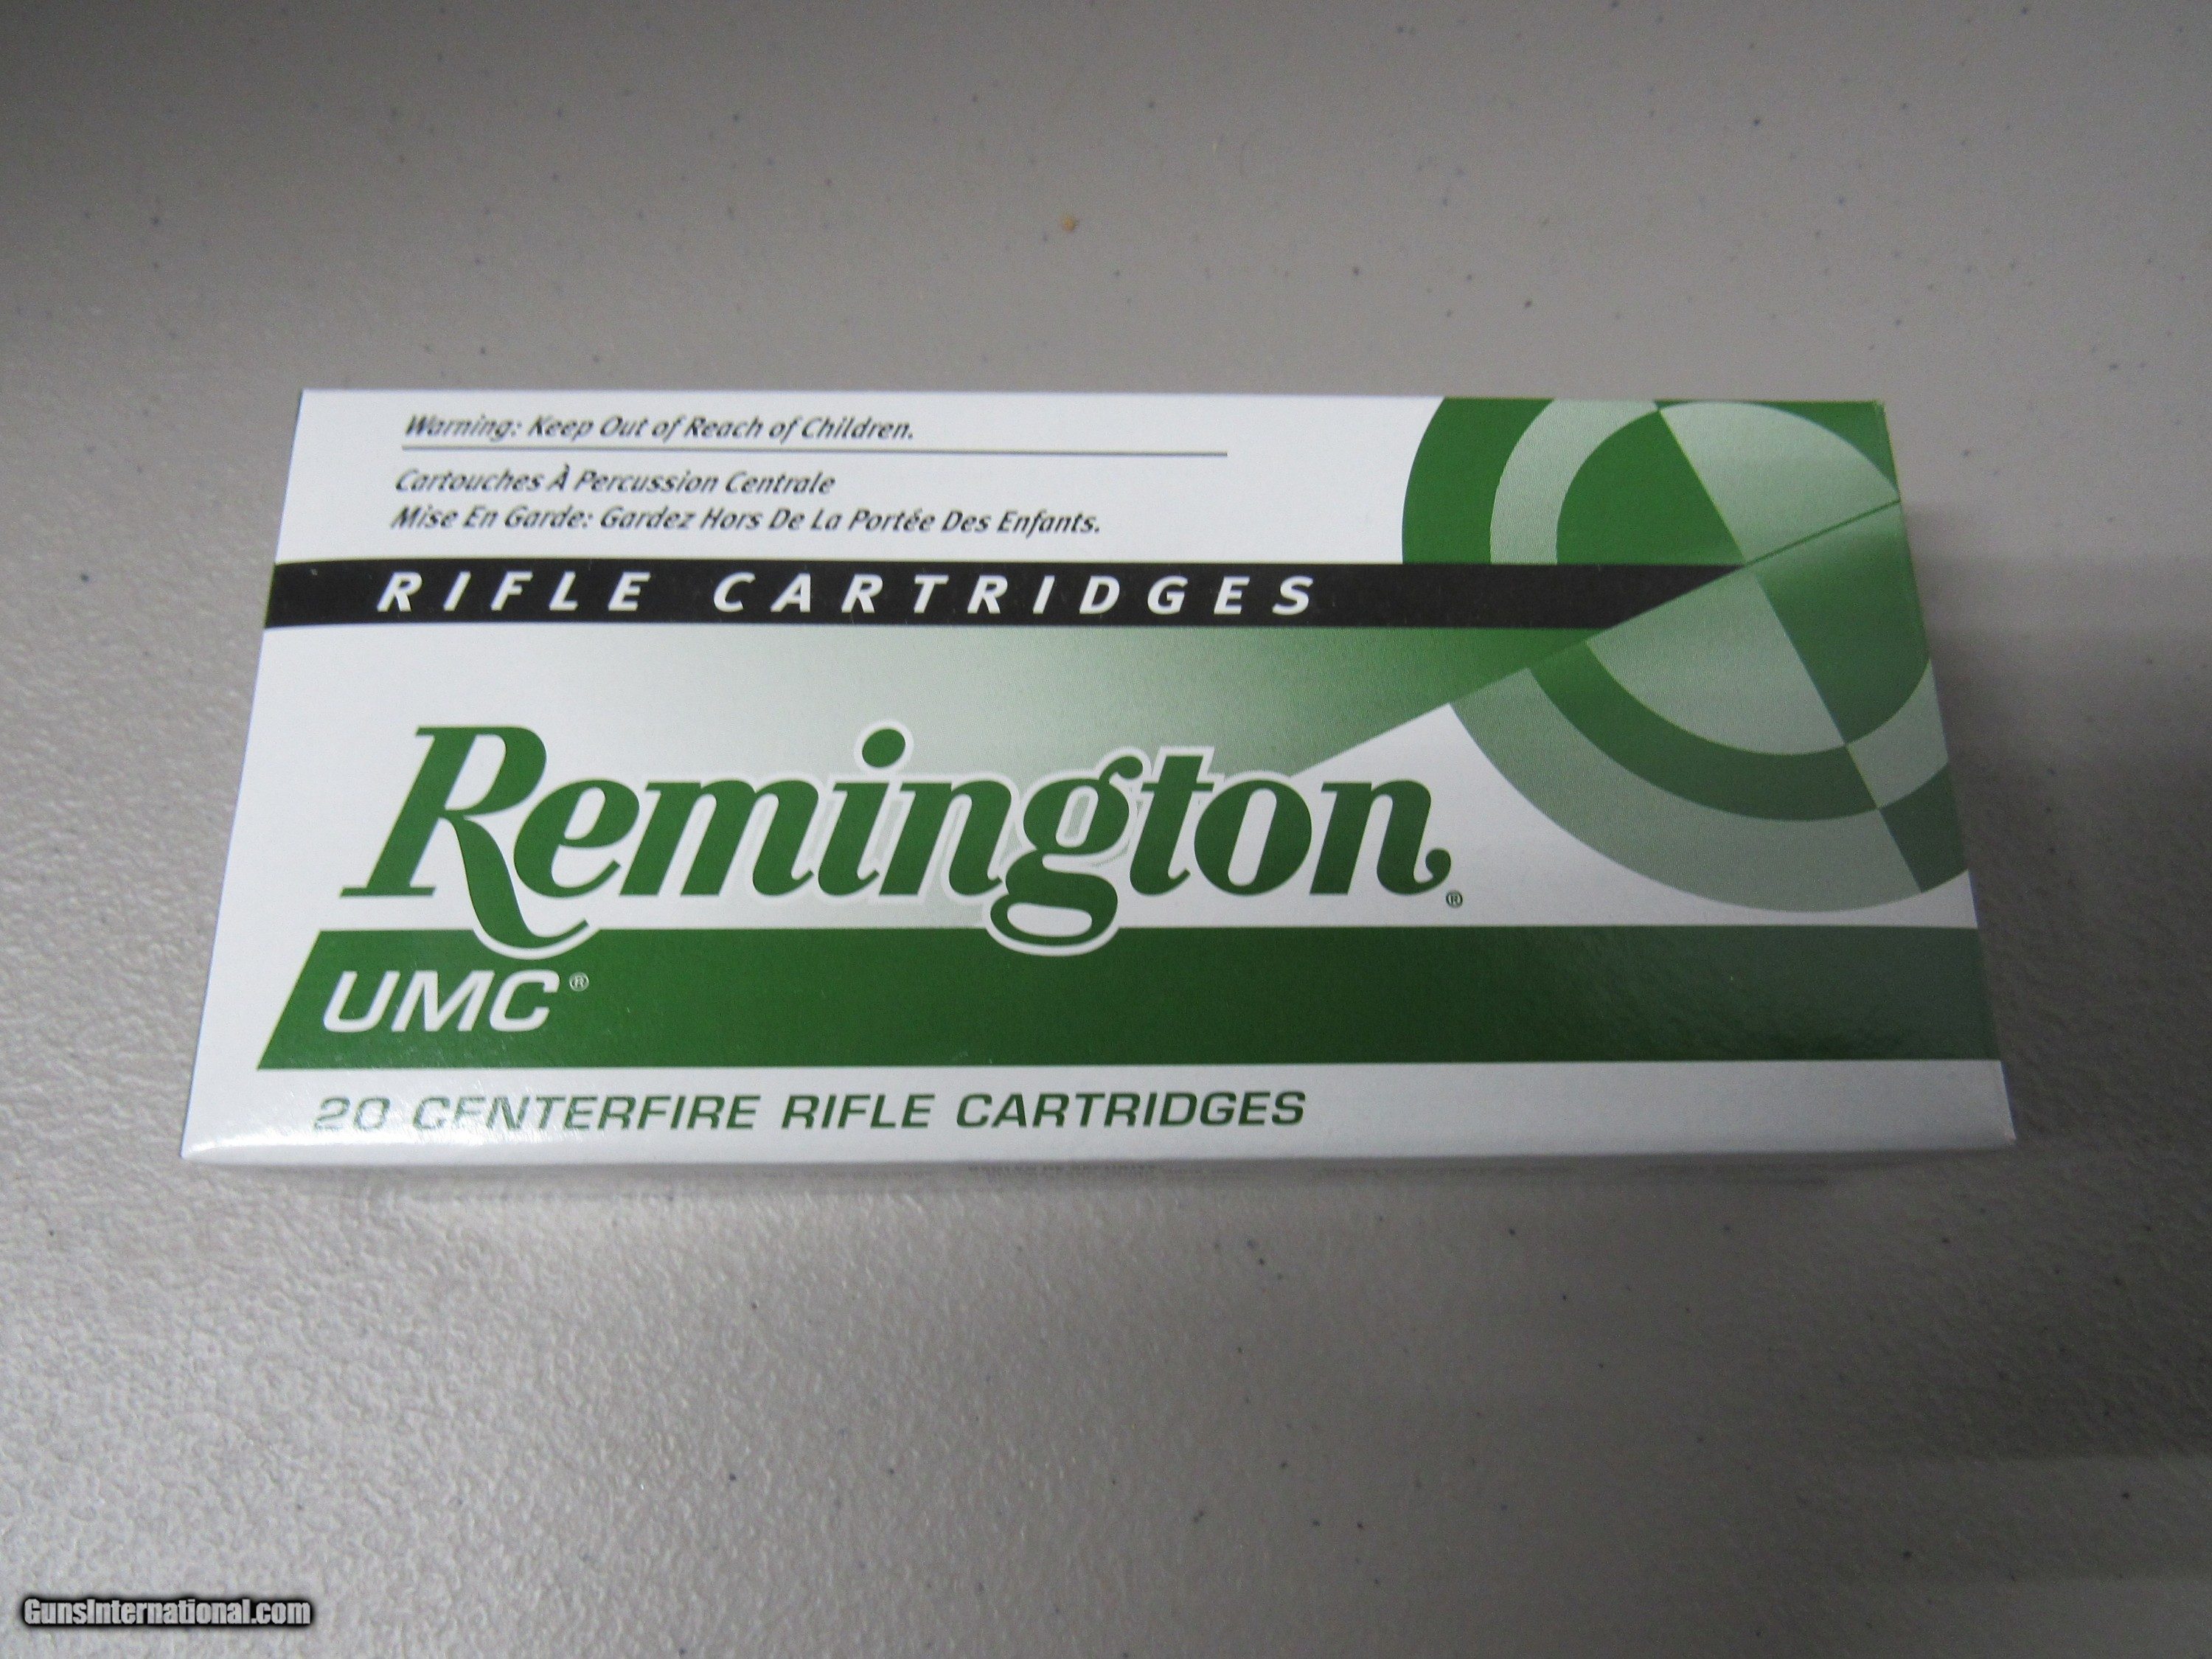 Warning: Keep Out of Reach of Children.
Cartouches À Percussion Centrale
Mise En Garde: Gardez Hors De La Portée Des Enfants.
RIFLE CARTRIDGES
Remington®
UMC®
20 CENTERFIRE RIFLE CARTRIDGES
GunsInternational.com